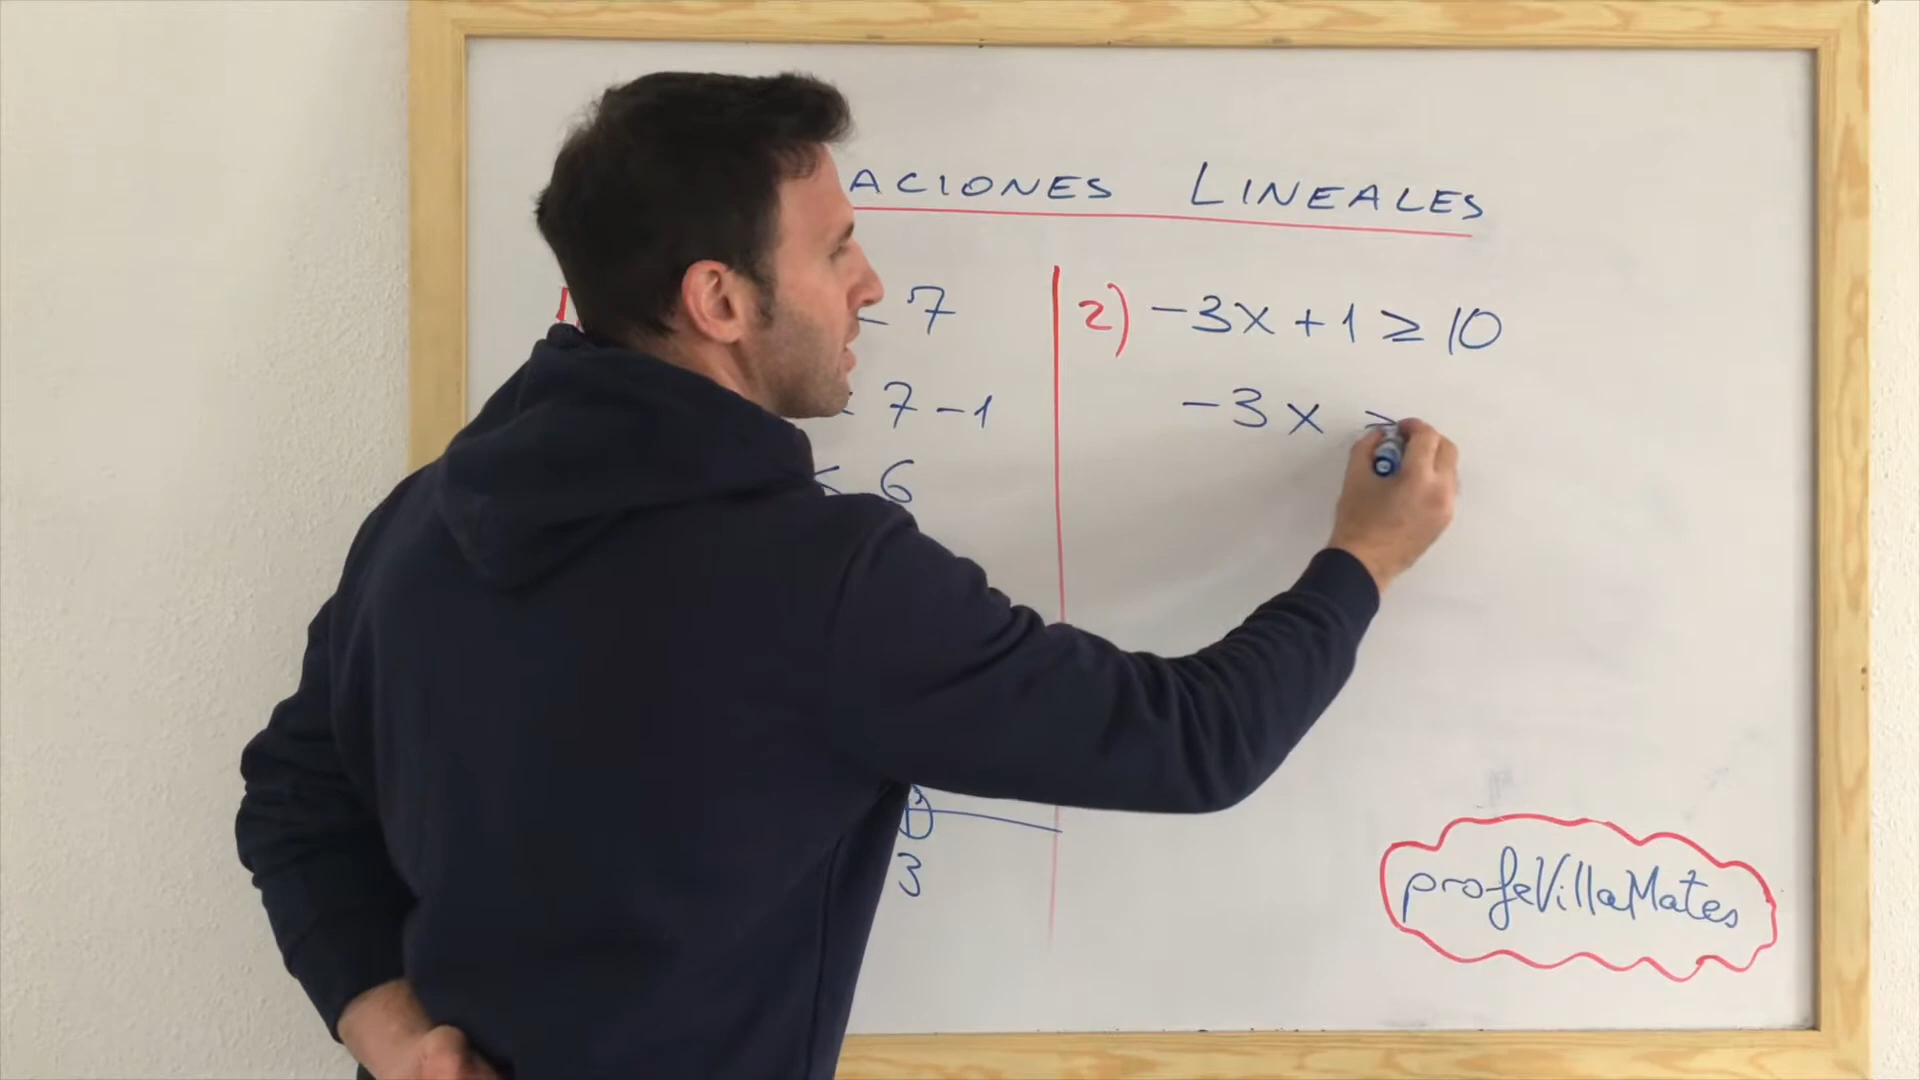 ACIONES LINEALES
7
7 - 1
< 6
3
2) -3x + 1 ≥ 10
-3x ≥
profeVillaMates